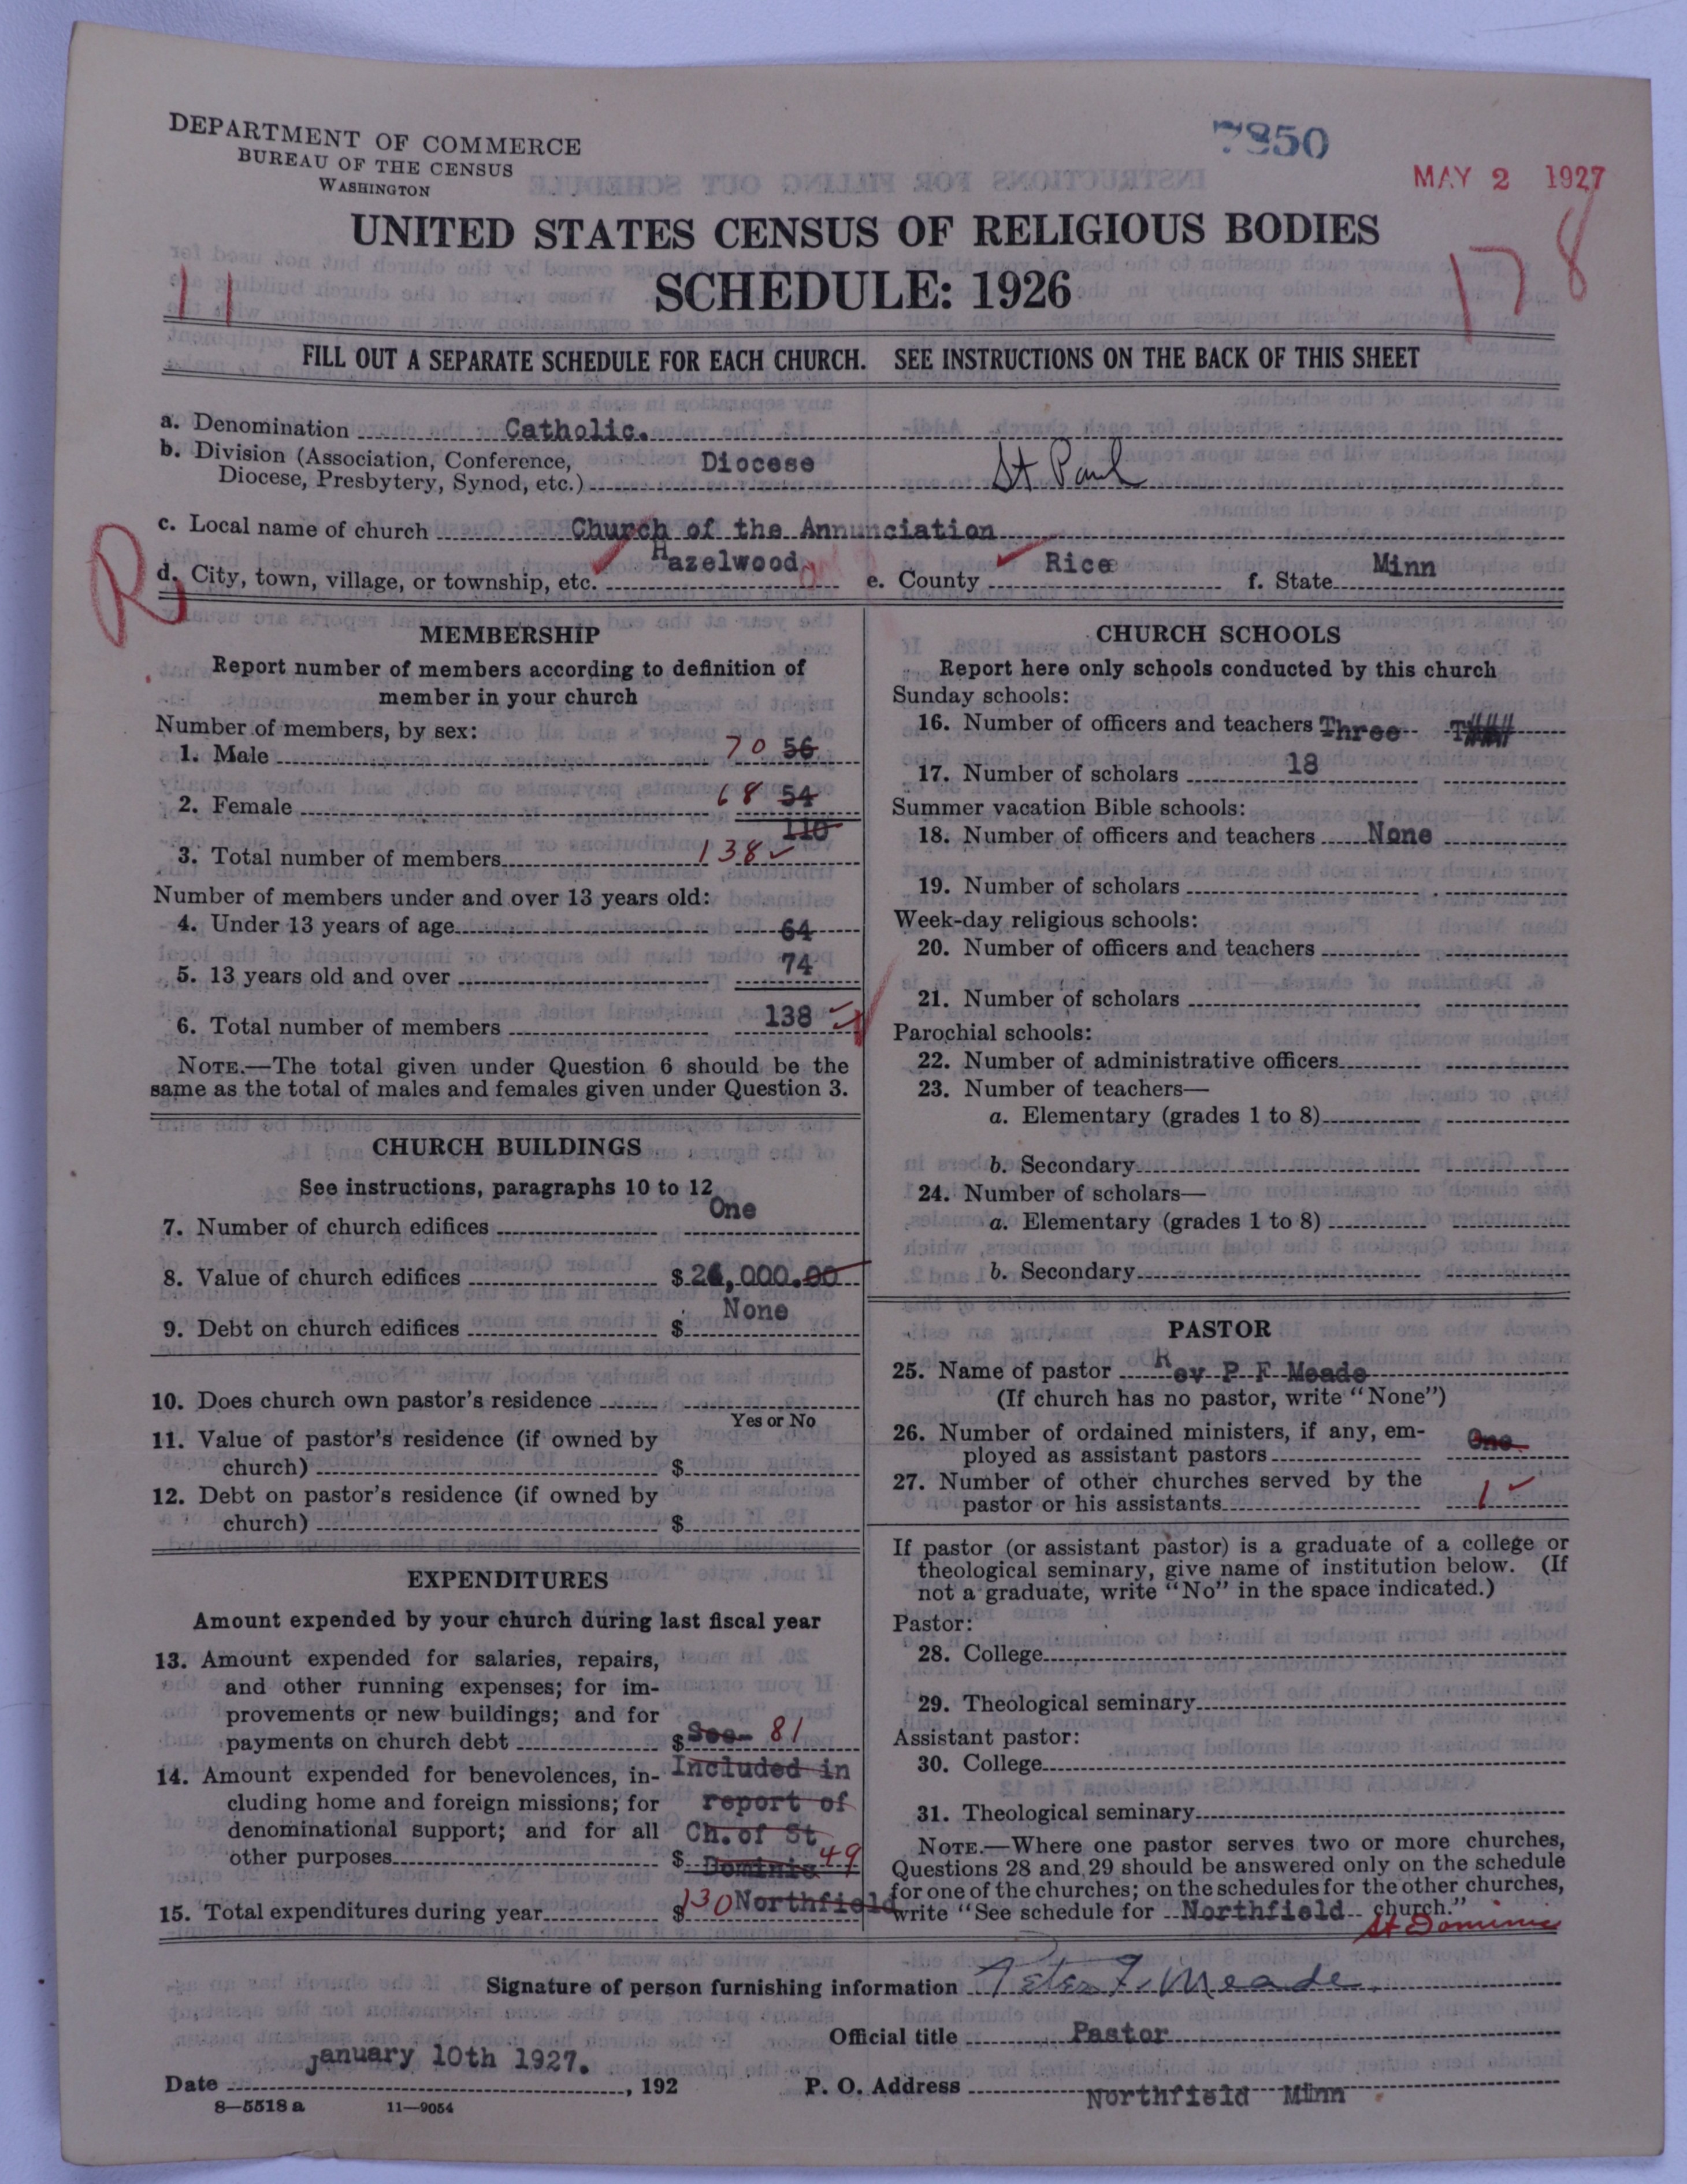 DEPARTMENT OF COMMERCE
BUREAU OF THE CENSUS
WASHINGTON
7850
MAY 2 1927
UNITED STATES CENSUS OF RELIGIOUS BODIES
SCHEDULE: 1926
11
178
FILL OUT A SEPARATE SCHEDULE FOR EACH CHURCH. SEE INSTRUCTIONS ON THE BACK OF THIS SHEET
a. Denomination Catholic.
b. Division (Association, Conference, Diocese St Paul
Diocese, Presbytery, Synod, etc.)
c. Local name of church Church of the Annunciation
R
d. City, town, village, or township, etc. Hazelwood e. County Rice f. State Minn
MEMBERSHIP
Report number of members according to definition of
member in your church
Number of members, by sex:
1. Male 70 56
2. Female 68 54
110
3. Total number of members 138
Number of members under and over 13 years old:
4. Under 13 years of age 64
5. 13 years old and over 74
6. Total number of members 138
NOTE.—The total given under Question 6 should be the
same as the total of males and females given under Question 3.
CHURCH BUILDINGS
See instructions, paragraphs 10 to 12
7. Number of church edifices One
8. Value of church edifices $ ,000.00
9. Debt on church edifices $ None
10. Does church own pastor's residence
Yes or No
11. Value of pastor's residence (if owned by
church) $
12. Debt on pastor's residence (if owned by
church) $
EXPENDITURES
Amount expended by your church during last fiscal year
13. Amount expended for salaries, repairs,
and other running expenses; for im-
provements or new buildings; and for
payments on church debt $ See 81
14. Amount expended for benevolences, in- Included in
cluding home and foreign missions; for report of
denominational support; and for all Ch. of St
other purposes $ Dominic 49
15. Total expenditures during year $ 130 Northfield
CHURCH SCHOOLS
Report here only schools conducted by this church
Sunday schools:
16. Number of officers and teachers Three
17. Number of scholars 18
Summer vacation Bible schools:
18. Number of officers and teachers None
19. Number of scholars
Week-day religious schools:
20. Number of officers and teachers
21. Number of scholars
Parochial schools:
22. Number of administrative officers
23. Number of teachers—
a. Elementary (grades 1 to 8)
b. Secondary
24. Number of scholars—
a. Elementary (grades 1 to 8)
b. Secondary
PASTOR
25. Name of pastor Rev P F Meade
(If church has no pastor, write "None")
26. Number of ordained ministers, if any, em-
ployed as assistant pastors One
27. Number of other churches served by the
pastor or his assistants 1
If pastor (or assistant pastor) is a graduate of a college or
theological seminary, give name of institution below. (If
not a graduate, write "No" in the space indicated.)
Pastor:
28. College
29. Theological seminary
Assistant pastor:
30. College
31. Theological seminary
NOTE.—Where one pastor serves two or more churches,
Questions 28 and 29 should be answered only on the schedule
for one of the churches; on the schedules for the other churches,
write "See schedule for Northfield church."
St Dominic
Signature of person furnishing information Peter F. Meade
Official title Pastor
Date January 10th 1927. , 192
P. O. Address Northfield Minn
8—5518 a 11—9054